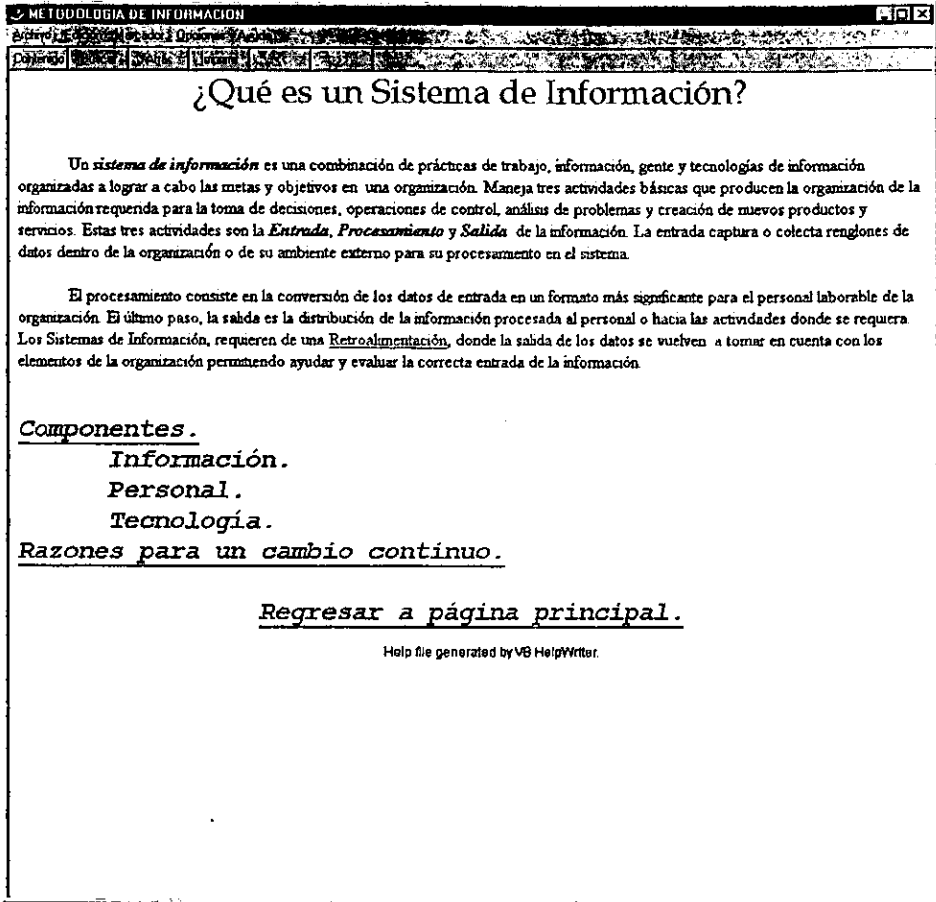 METODOLOGIA DE INFORMACION
Archivo Opciones Ayuda
Contenido
¿Qué es un Sistema de Información?
Un sistema de información es una combinación de prácticas de trabajo, información, gente y tecnologías de información
organizadas a lograr a cabo las metas y objetivos en una organización. Maneja tres actividades básicas que producen la organización de la
información requerida para la toma de decisiones, operaciones de control, análisis de problemas y creación de nuevos productos y
servicios. Estas tres actividades son la Entrada, Procesamiento y Salida de la información. La entrada captura o colecta renglones de
datos dentro de la organización o de su ambiente externo para su procesamiento en el sistema.
El procesamiento consiste en la conversión de los datos de entrada en un formato más significante para el personal laborable de la
organización. El último paso, la salida es la distribución de la información procesada al personal o hacia las actividades donde se requiera.
Los Sistemas de Información, requieren de una Retroalimentación, donde la salida de los datos se vuelven a tomar en cuenta con los
elementos de la organización permitiendo ayudar y evaluar la correcta entrada de la información.
Componentes.
Información.
Personal.
Tecnología.
Razones para un cambio continuo.
Regresar a página principal.
Help file generated by VB HelpWriter.